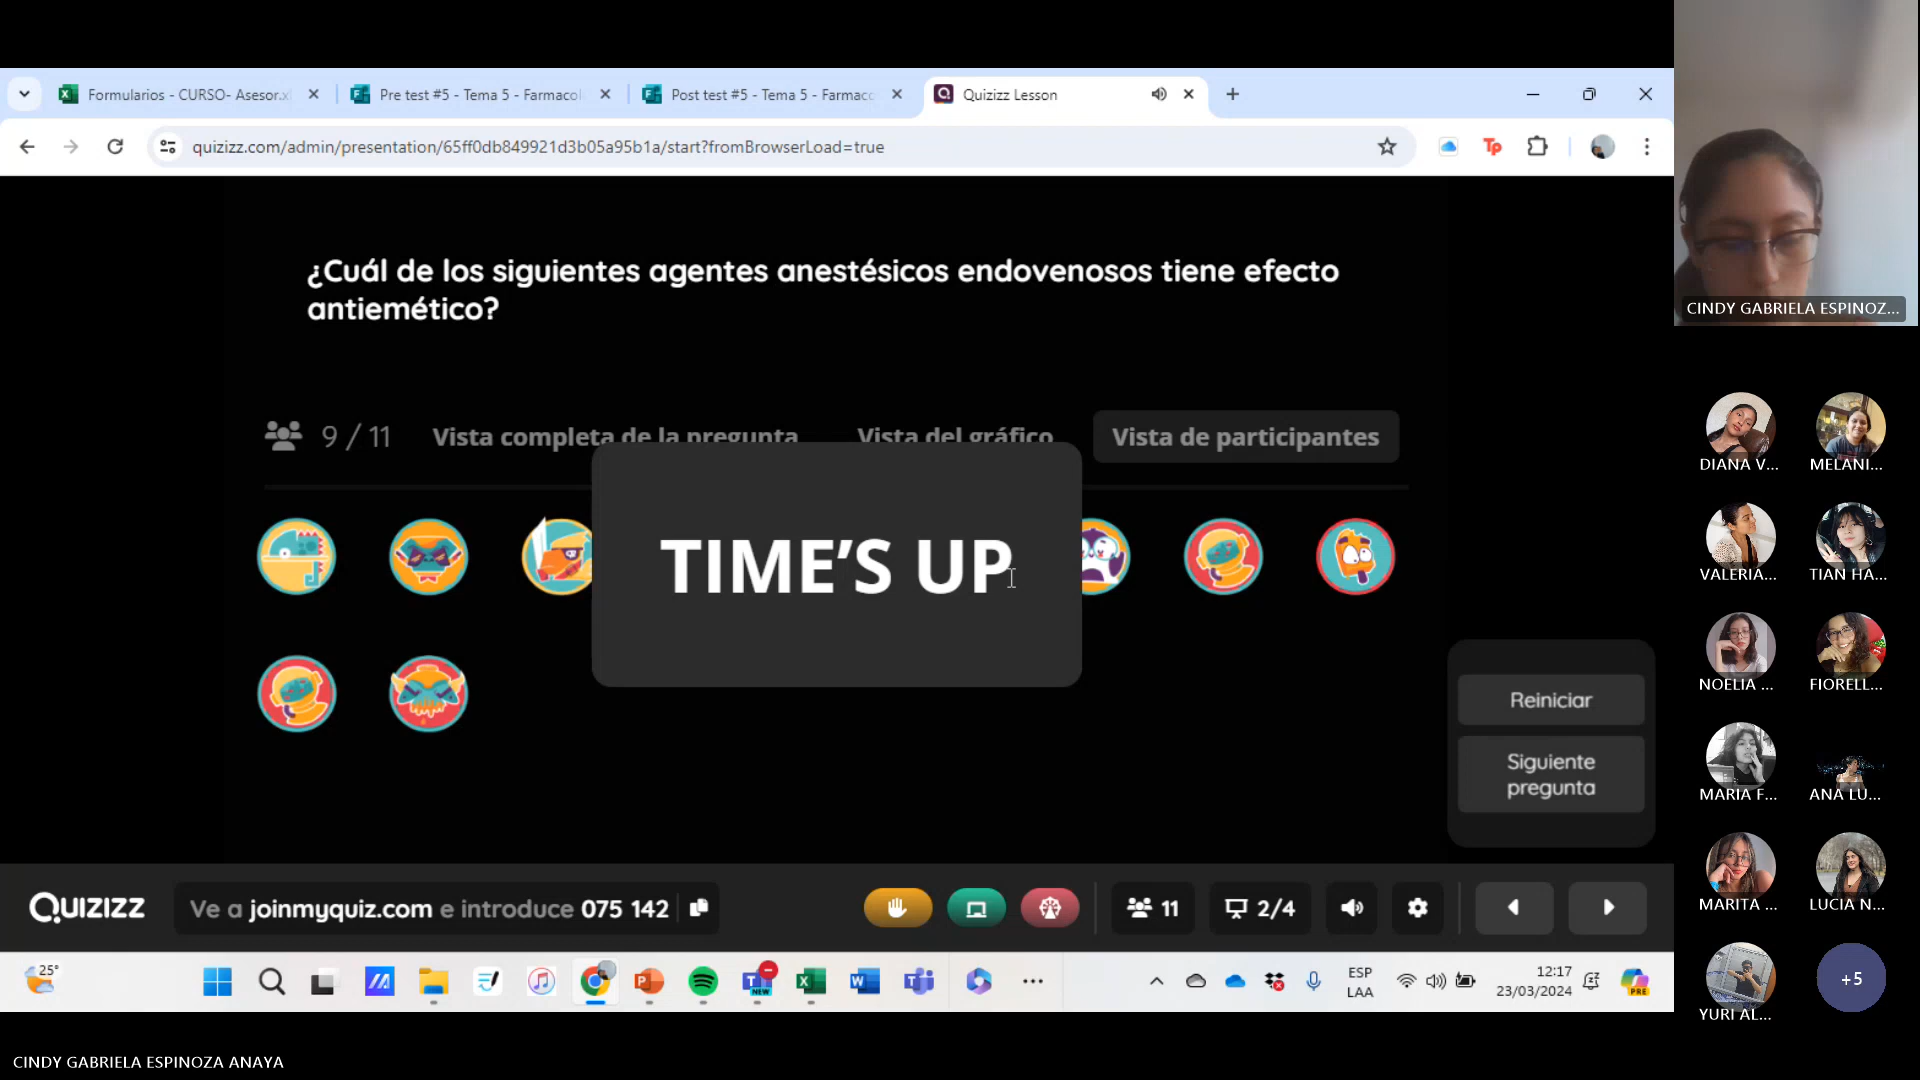 Formularios - CURSO- Asesor.x
Pre test #5 - Tema 5 - Farmacol
Post test #5 - Tema 5 - Farmacc
Quizizz Lesson
quizizz.com/admin/presentation/65ff0db849921d3b05a95b1a/start?fromBrowserLoad=true
Tp
¿Cuál de los siguientes agentes anestésicos endovenosos tiene efecto
antiemético?
9 / 11
Vista completa de la pregunta
Vista del gráfico
Vista de participantes
TIME'S UP
Reiniciar
Siguiente
pregunta
QUIZIZZ
Ve a joinmyquiz.com e introduce 075 142
11
2/4
25°
NEW
ESP
LAA
12:17
23/03/2024
PRE
CINDY GABRIELA ESPINOZ...
DIANA V...
MELANI...
VALERIA...
TIAN HA...
NOELIA ...
FIORELL...
MARIA F...
ANA LU...
MARITA ...
LUCIA N...
YURI AL...
+5
CINDY GABRIELA ESPINOZA ANAYA